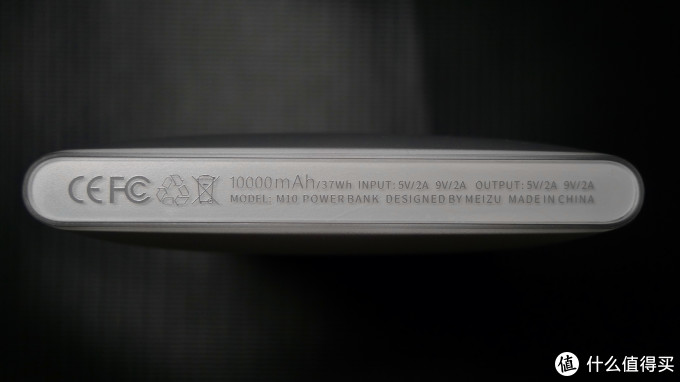 CE FC 10000mAh/37Wh INPUT: 5V/2A 9V/2A OUTPUT: 5V/2A 9V/2A
MODEL: M10 POWER BANK DESIGNED BY MEIZU MADE IN CHINA
值 什么值得买